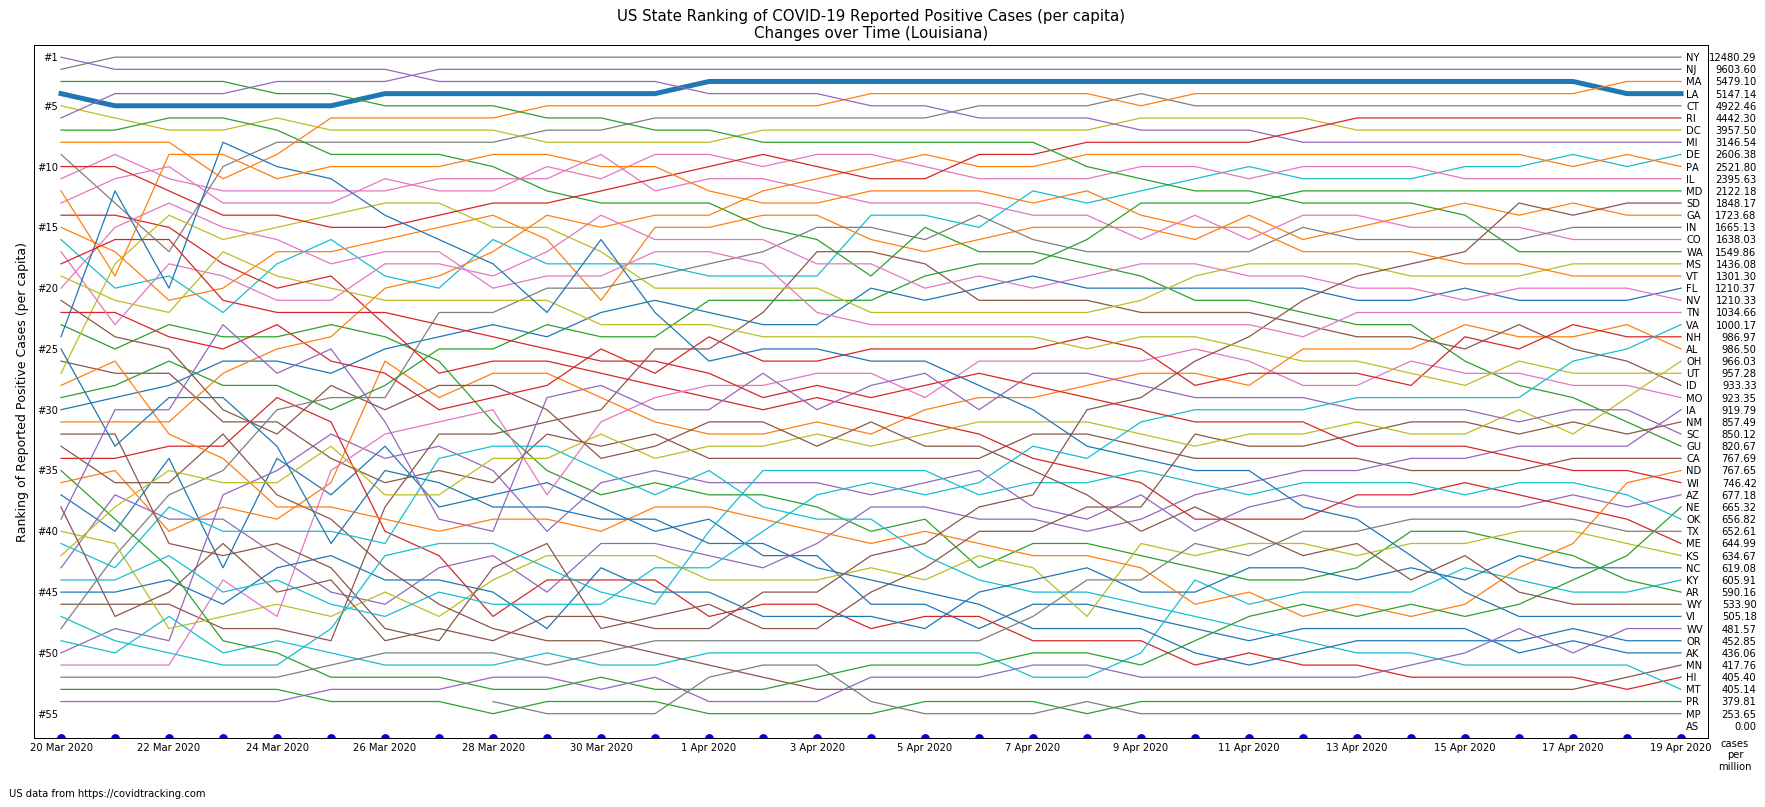 US State Ranking of COVID-19 Reported Positive Cases (per capita)
Changes over Time (Louisiana)
Ranking of Reported Positive Cases (per capita)
#1
#5
#10
#15
#20
#25
#30
#35
#40
#45
#50
#55
NY 12480.29
NJ 9603.60
MA 5479.10
LA 5147.14
CT 4922.46
RI 4442.30
DC 3957.50
MI 3146.54
DE 2606.38
PA 2521.80
IL 2395.63
MD 2122.18
SD 1848.17
GA 1723.68
IN 1665.13
CO 1638.03
WA 1549.86
MS 1436.08
VT 1301.30
FL 1210.37
NV 1210.33
TN 1034.66
VA 1000.17
NH 986.97
AL 986.50
OH 966.03
UT 957.28
ID 933.33
MO 923.35
IA 919.79
NM 857.49
SC 850.12
GU 820.67
CA 767.69
ND 767.65
WI 746.42
AZ 677.18
NE 665.32
OK 656.82
TX 652.61
ME 644.99
KS 634.67
NC 619.08
KY 605.91
AR 590.16
WY 533.90
VI 505.18
WV 481.57
OR 452.85
AK 436.06
MN 417.76
HI 405.40
MT 405.14
PR 379.81
MP 253.65
AS 0.00
20 Mar 2020 22 Mar 2020 24 Mar 2020 26 Mar 2020 28 Mar 2020 30 Mar 2020 1 Apr 2020 3 Apr 2020 5 Apr 2020 7 Apr 2020 9 Apr 2020 11 Apr 2020 13 Apr 2020 15 Apr 2020 17 Apr 2020 19 Apr 2020
cases
per
million
US data from https://covidtracking.com